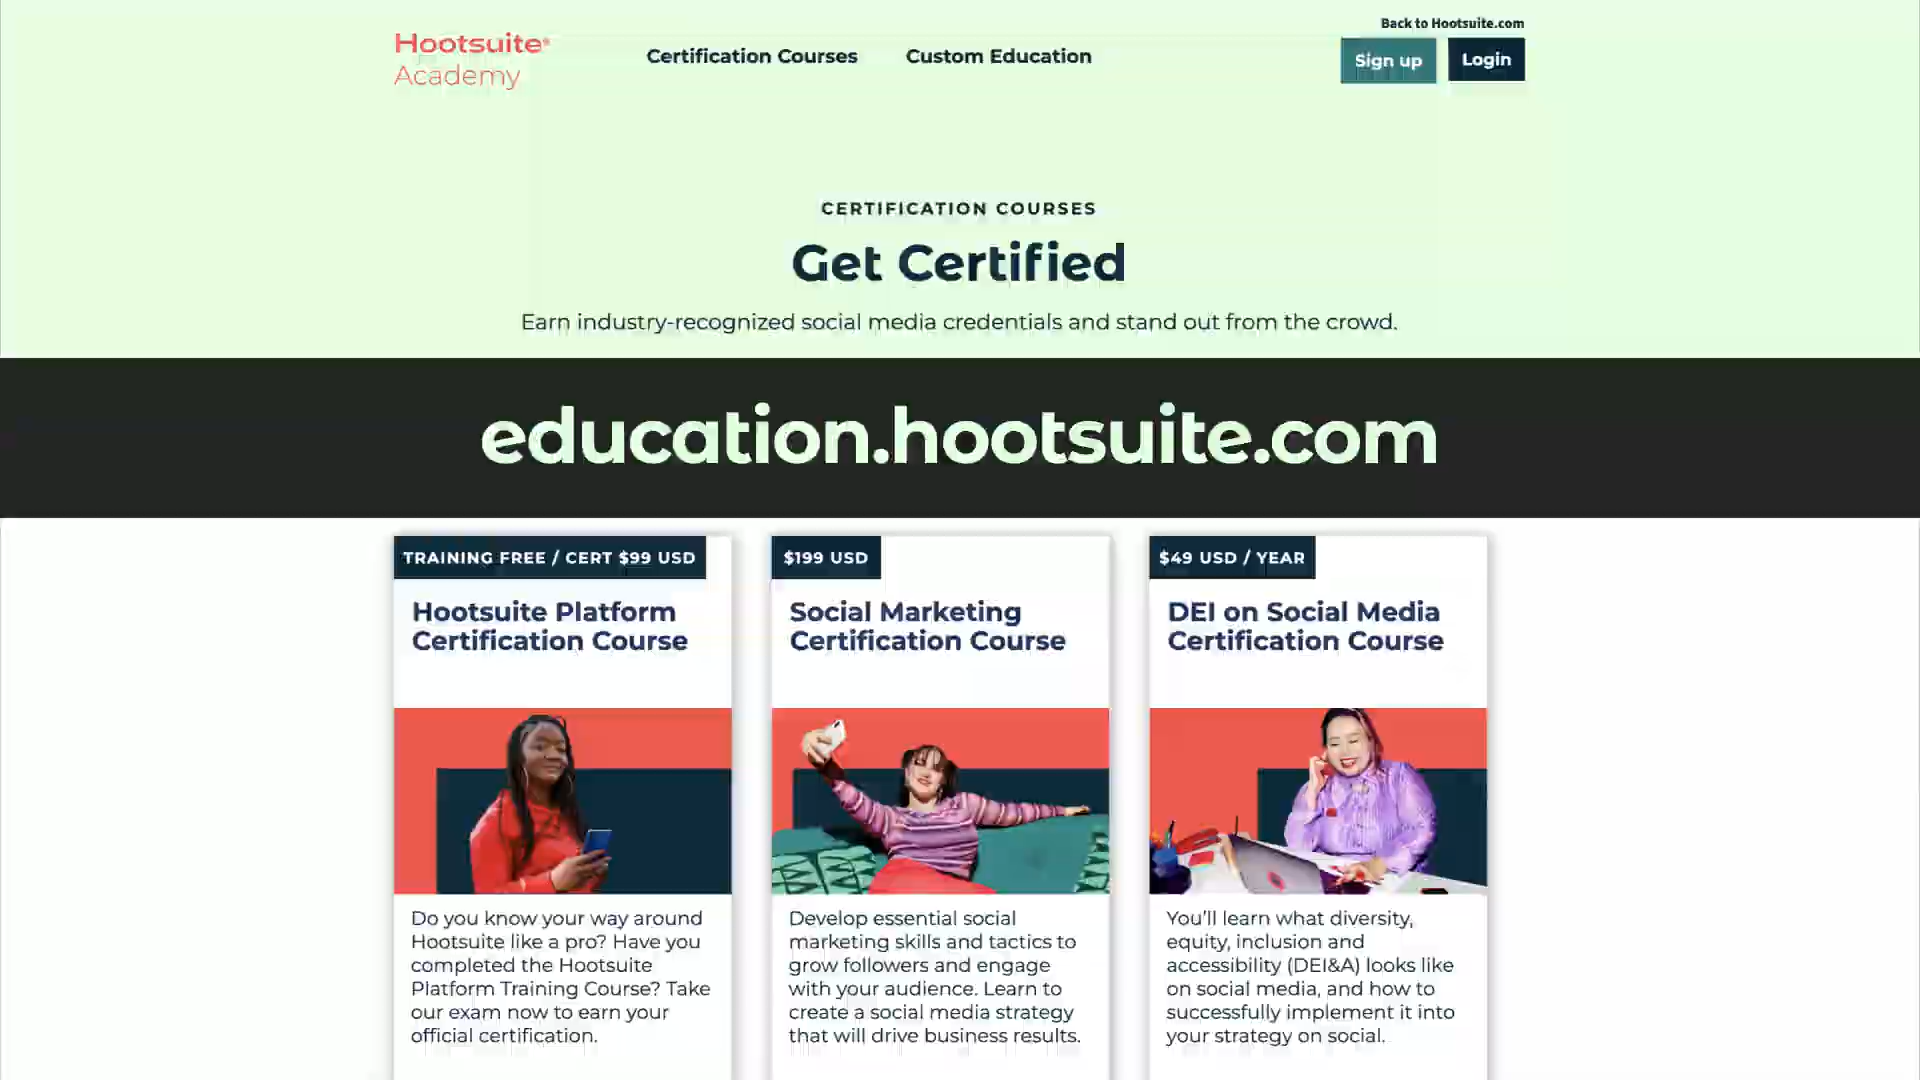 Back to Hootsuite.com
Hootsuite®
Academy
Certification Courses
Custom Education
Sign up
Login
CERTIFICATION COURSES
Get Certified
Earn industry-recognized social media credentials and stand out from the crowd.
education.hootsuite.com
TRAINING FREE / CERT $99 USD
Hootsuite Platform
Certification Course
Do you know your way around
Hootsuite like a pro? Have you
completed the Hootsuite
Platform Training Course? Take
our exam now to earn your
official certification.
$199 USD
Social Marketing
Certification Course
Develop essential social
marketing skills and tactics to
grow followers and engage
with your audience. Learn to
create a social media strategy
that will drive business results.
$49 USD / YEAR
DEI on Social Media
Certification Course
You'll learn what diversity,
equity, inclusion and
accessibility (DEI&A) looks like
on social media, and how to
successfully implement it into
your strategy on social.